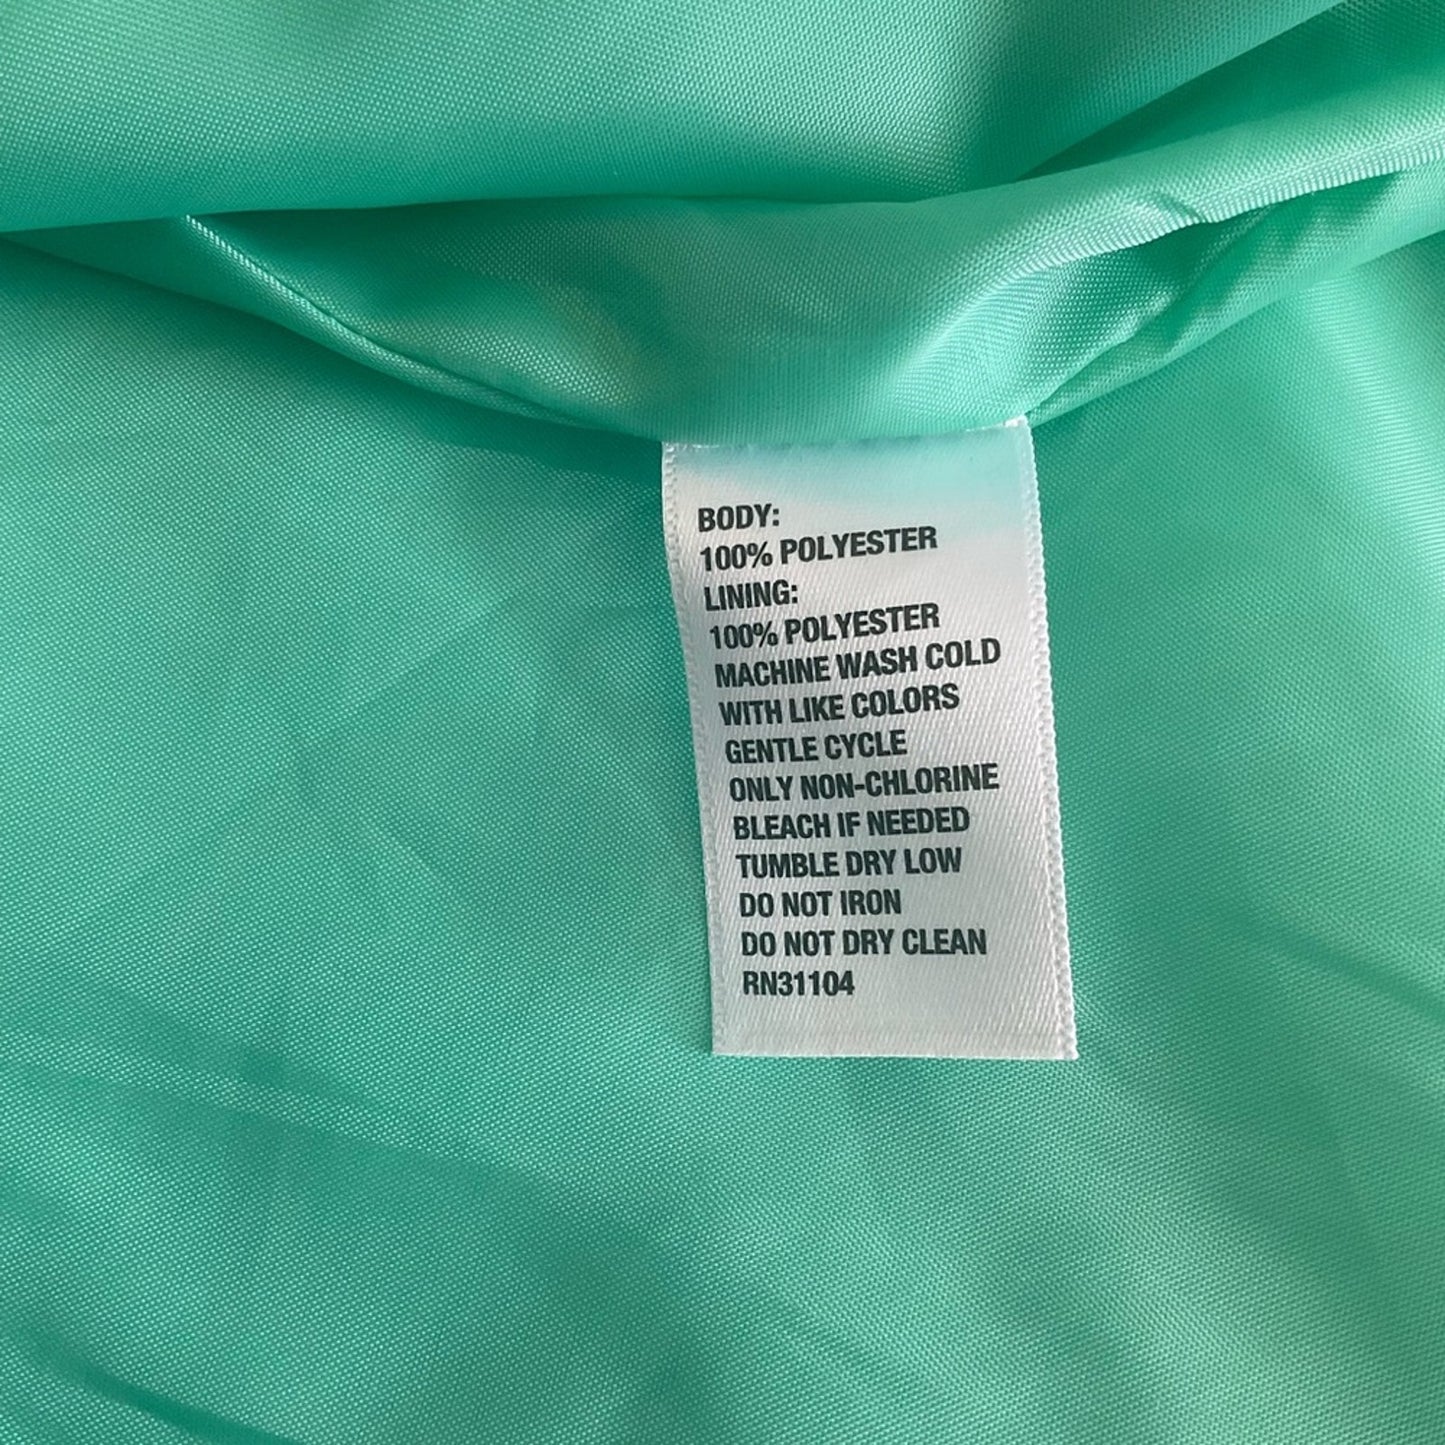 BODY:
100% POLYESTER
LINING:
100% POLYESTER
MACHINE WASH COLD
WITH LIKE COLORS
GENTLE CYCLE
ONLY NON-CHLORINE
BLEACH IF NEEDED
TUMBLE DRY LOW
DO NOT IRON
DO NOT DRY CLEAN
RN31104